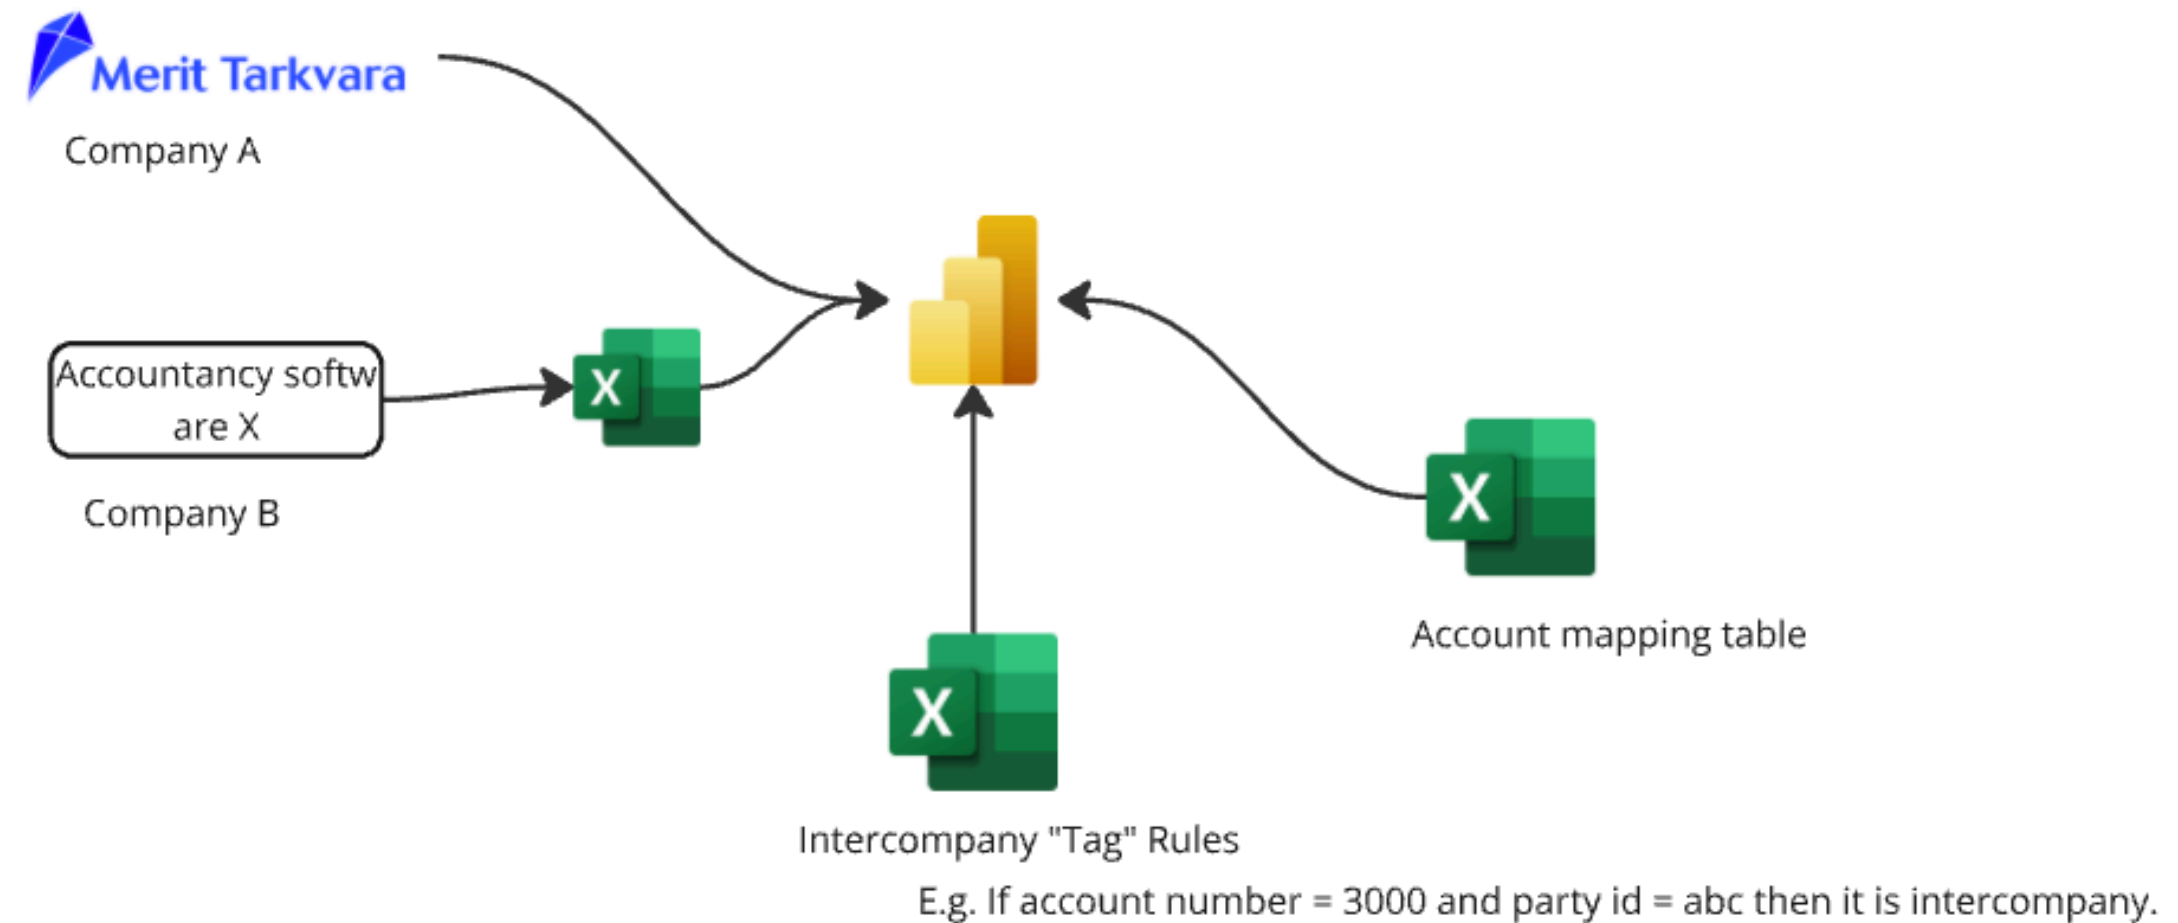 Merit Tarkvara
Company A
Accountancy softw
are X
X
Company B
X
Account mapping table
X
Intercompany "Tag" Rules
E.g. If account number = 3000 and party id = abc then it is intercompany.